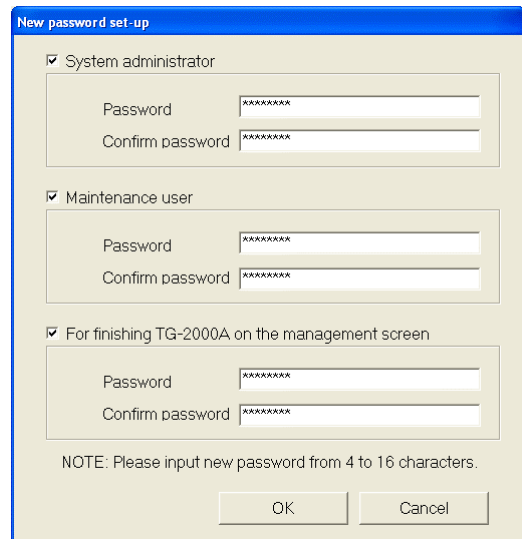 New password set-up
System administrator
Password ********
Confirm password ********
Maintenance user
Password ********
Confirm password ********
For finishing TG-2000A on the management screen
Password ********
Confirm password ********
NOTE: Please input new password from 4 to 16 characters.
OK Cancel